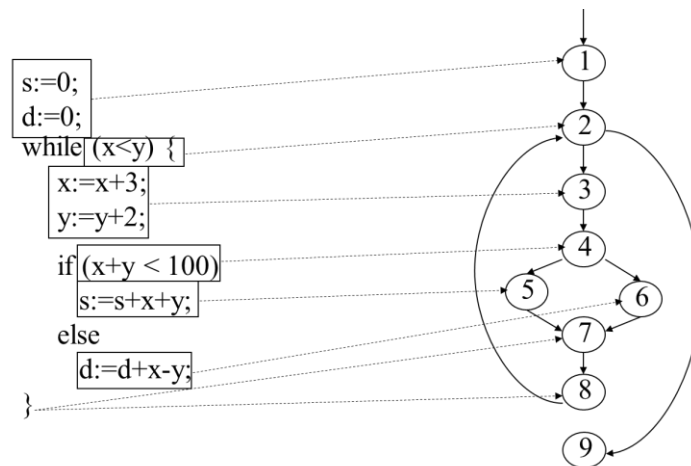 s:=0;
d:=0;
while (x<y) {
x:=x+3;
y:=y+2;
if (x+y < 100)
s:=s+x+y;
else
d:=d+x-y;
}
1
2
3
4
5
6
7
8
9